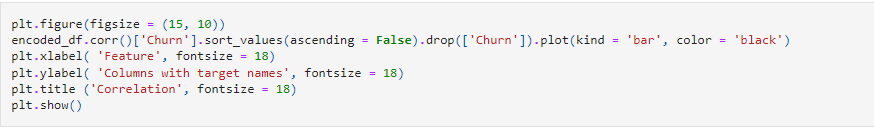 plt.figure(figsize = (15, 10))
encoded_df.corr()['Churn'].sort_values(ascending = False).drop(['Churn']).plot(kind = 'bar', color = 'black')
plt.xlabel( 'Feature', fontsize = 18)
plt.ylabel( 'Columns with target names', fontsize = 18)
plt.title ('Correlation', fontsize = 18)
plt.show()